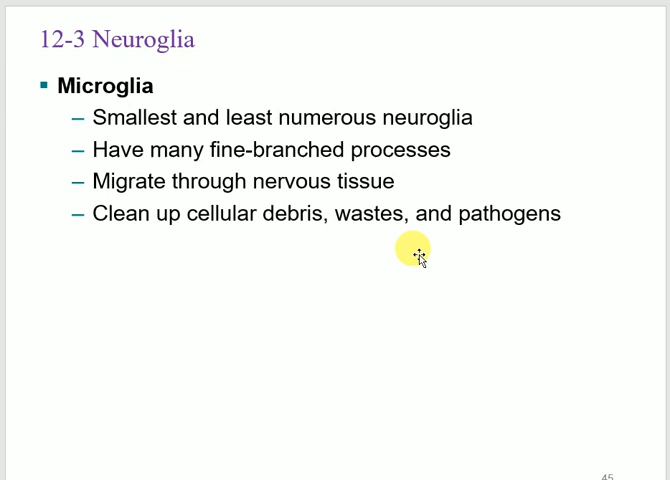 12-3 Neuroglia
▪ Microglia
– Smallest and least numerous neuroglia
– Have many fine-branched processes
– Migrate through nervous tissue
– Clean up cellular debris, wastes, and pathogens
45